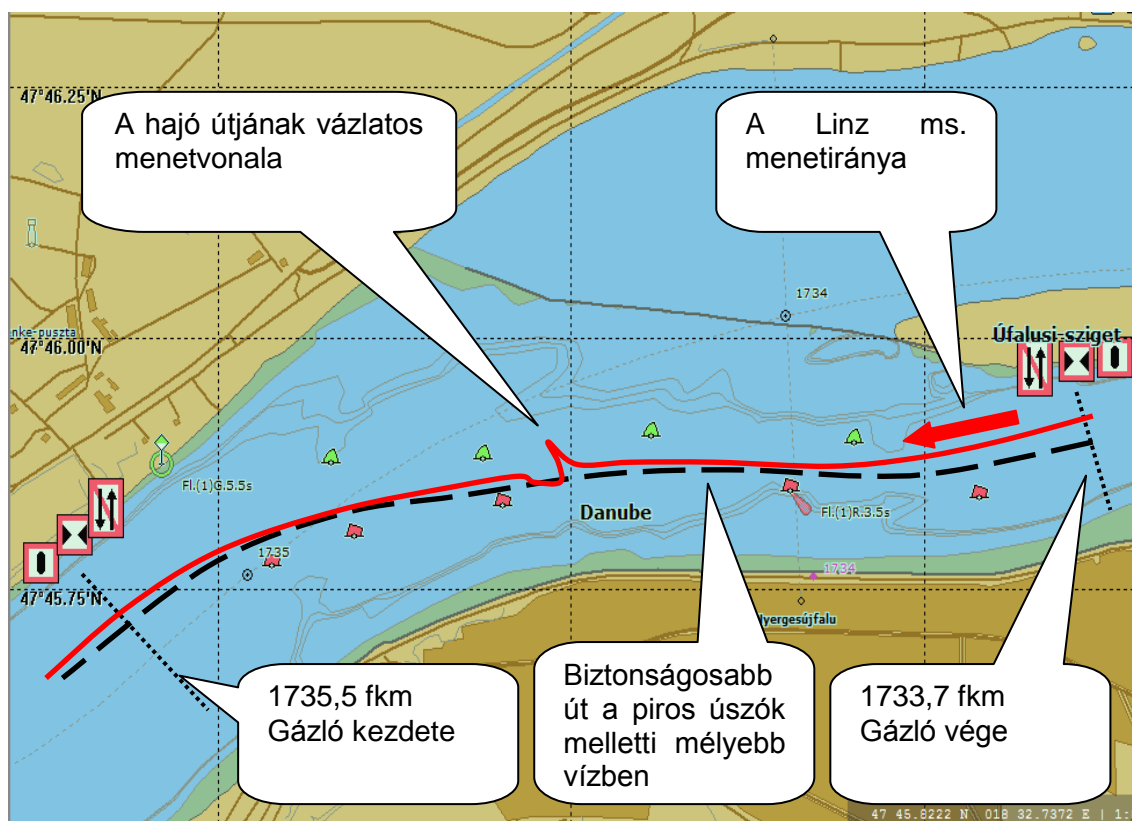 47°46.25'N
A hajó útjának vázlatos
menetvonala
A Linz ms.
menetiránya
1734
Úfalusi-sziget
47°46.00'N
Fl.(1)G.5.5s
Danube
Fl.(1)R.3.5s
1735
1734
47°45.75'N
1735,5 fkm
Gázló kezdete
Biztonságosabb
út a piros úszók
melletti mélyebb
vízben
1733,7 fkm
Gázló vége
47 45.8222 N 018 32.7372 E | 1: